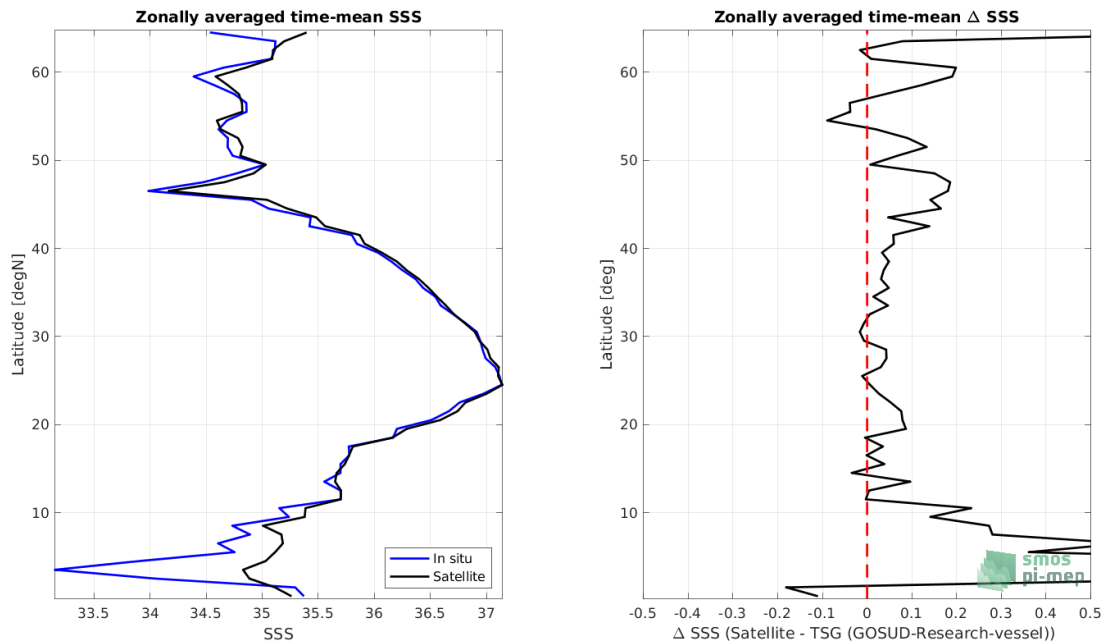 Zonally averaged time-mean SSS
60
50
40
30
20
10
Latitude [degN]
33.5 34 34.5 35 35.5 36 36.5 37
SSS
In situ
Satellite
Zonally averaged time-mean Δ SSS
60
50
40
30
20
10
Latitude [deg]
-0.5 -0.4 -0.3 -0.2 -0.1 0 0.1 0.2 0.3 0.4 0.5
Δ SSS (Satellite - TSG (GOSUD-Research-vessel))
smos
pi-mep